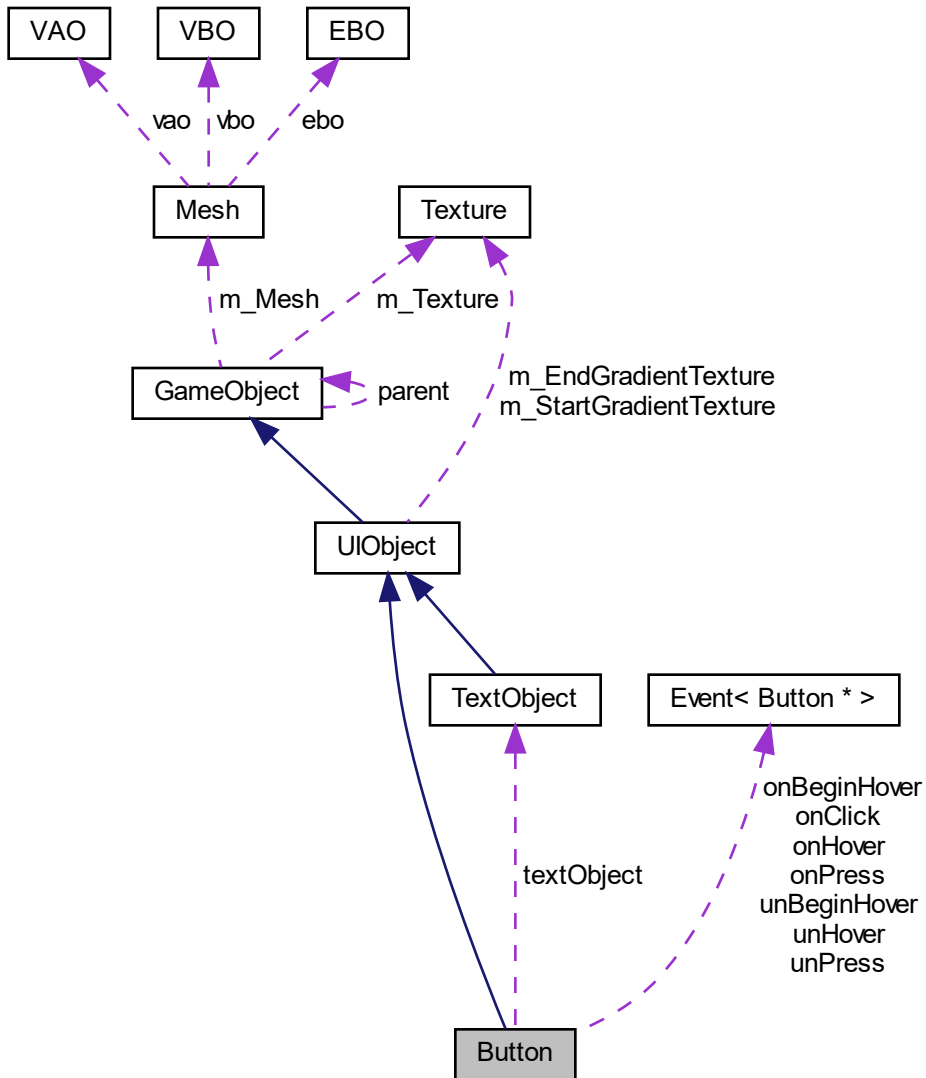 VAO
VBO
EBO
vao
vbo
ebo
Mesh
Texture
m_Mesh
m_Texture
GameObject
parent
m_EndGradientTexture
m_StartGradientTexture
UIObject
TextObject
Event< Button * >
onBeginHover
onClick
onHover
onPress
unBeginHover
unHover
unPress
textObject
Button